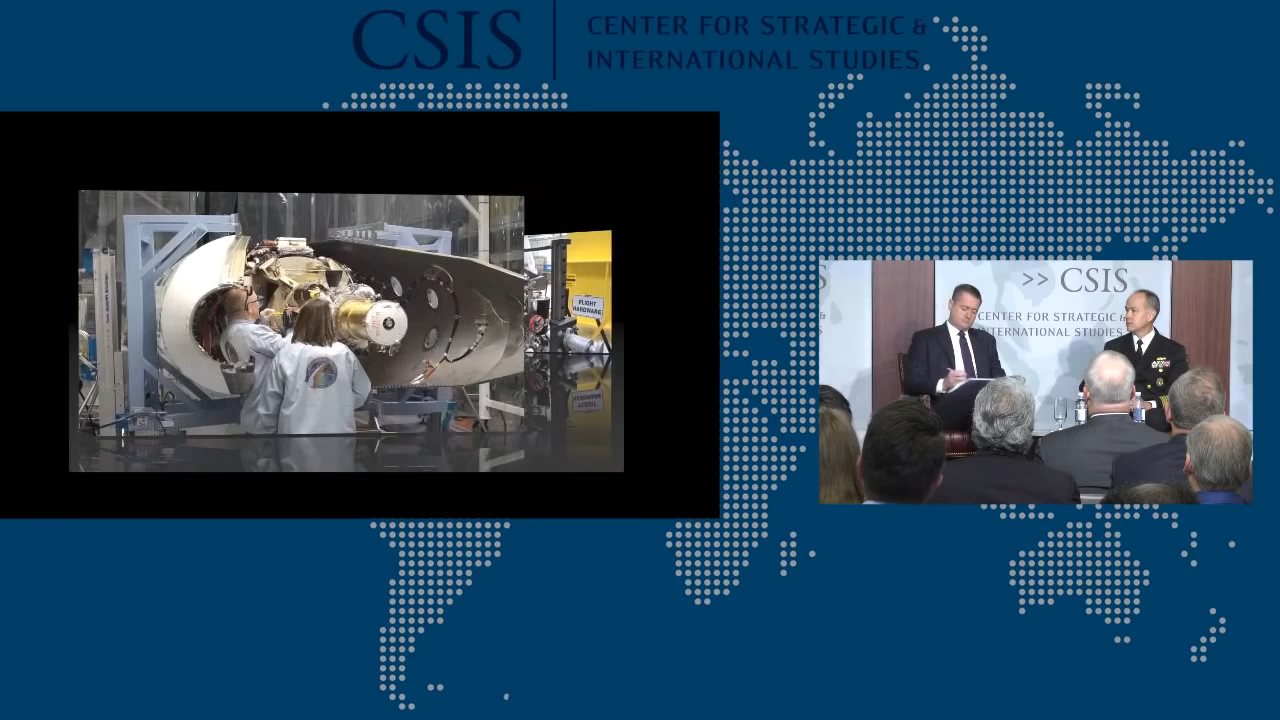 CSIS
CENTER FOR STRATEGIC &
INTERNATIONAL STUDIES
FLIGHT
HARDWARE
>> CSIS
CENTER FOR STRATEGIC &
INTERNATIONAL STUDIES